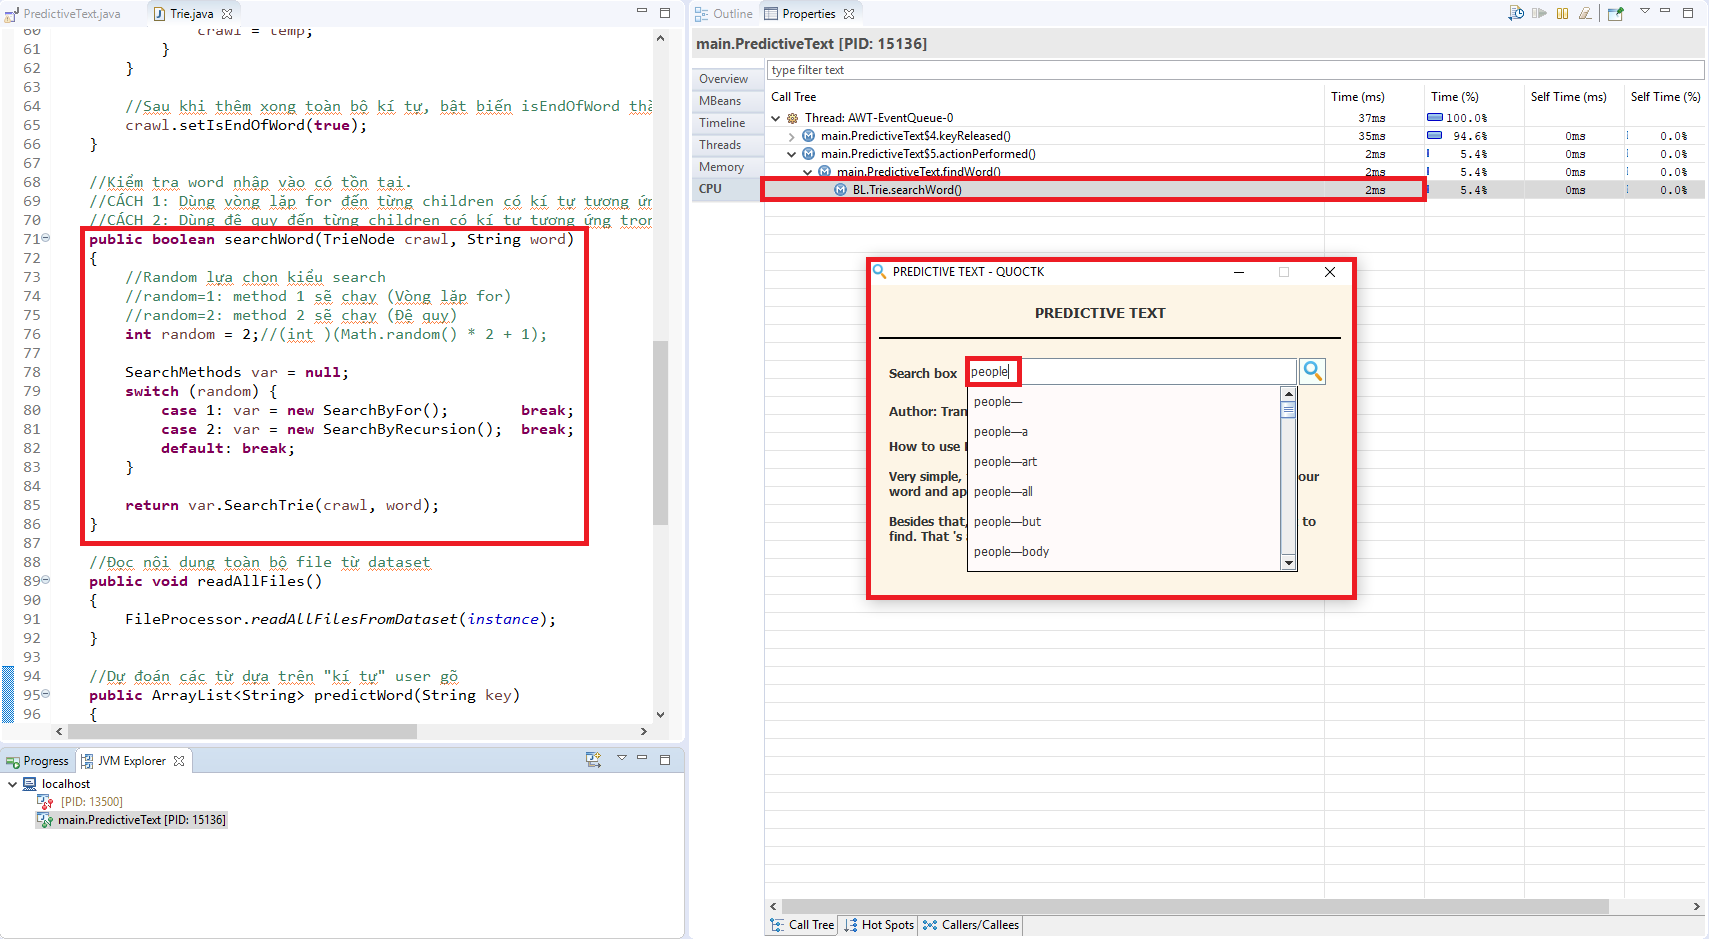 PredictiveText.java
Trie.java
60 crawl = temp;
61 }
62 }
63
64 //Sau khi thêm xong toàn bộ kí tự, bật biến isEndOfWord
65 crawl.setIsEndOfWord(true);
66 }
67
68 //Kiểm tra word nhập vào có tồn tại.
69 //CÁCH 1: Dùng vòng lặp for đến từng children có kí tự tương
70 //CÁCH 2: Dùng đệ quy đến từng children có kí tự tương ứng
71 public boolean searchWord(TrieNode crawl, String word)
72 {
73 //Random lựa chọn kiểu search
74 //random=1: method 1 sẽ chạy (Vòng lặp for)
75 //random=2: method 2 sẽ chạy (Đệ quy)
76 int random = 2;//(int )(Math.random() * 2 + 1);
77
78 SearchMethods var = null;
79 switch (random) {
80 case 1: var = new SearchByFor(); break;
81 case 2: var = new SearchByRecursion(); break;
82 default: break;
83 }
84
85 return var.SearchTrie(crawl, word);
86 }
87
88 //Đọc nội dung toàn bộ file từ dataset
89 public void readAllFiles()
90 {
91 FileProcessor.readAllFilesFromDataset(instance);
92 }
93
94 //Dự đoán các từ dựa trên "kí tự" user gõ
95 public ArrayList<String> predictWord(String key)
96 {
Progress
JVM Explorer
localhost
[PID: 13500]
main.PredictiveText [PID: 15136]
Outline
Properties
main.PredictiveText [PID: 15136]
Overview
MBeans
Timeline
Threads
Memory
CPU
type filter text
Call Tree Time (ms) Time (%) Self Time (ms) Self Time (%)
Thread: AWT-EventQueue-0 37ms 100.0%
main.PredictiveText$4.keyReleased() 35ms 94.6% 0ms 0.0%
main.PredictiveText$5.actionPerformed() 2ms 5.4% 0ms 0.0%
main.PredictiveText.findWord() 2ms 5.4% 0ms 0.0%
BL.Trie.searchWord() 2ms 5.4% 0ms 0.0%
PREDICTIVE TEXT - QUOCTK
PREDICTIVE TEXT
Search box people
people—
people—a
people—art
people—all
people—but
people—body
Author: Tran
How to use
Very simple, our
word and ap
Besides that, to
find. That 's
Call Tree
Hot Spots
Callers/Callees